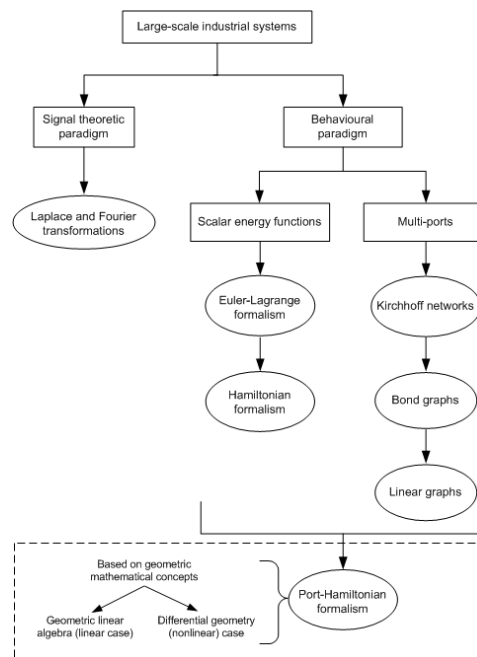 Large-scale industrial systems
Signal theoretic
paradigm
Behavioural
paradigm
Laplace and Fourier
transformations
Scalar energy functions
Multi-ports
Euler-Lagrange
formalism
Kirchhoff networks
Hamiltonian
formalism
Bond graphs
Linear graphs
Based on geometric
mathematical concepts
Port-Hamiltonian
formalism
Geometric linear
algebra (linear case)
Differential geometry
(nonlinear) case